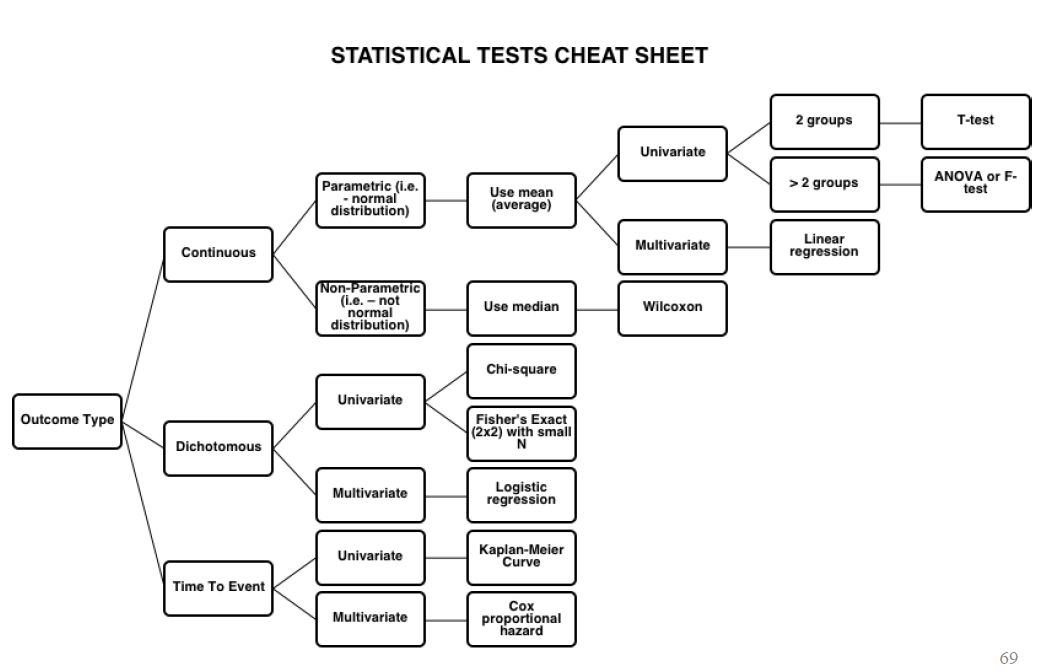 STATISTICAL TESTS CHEAT SHEET
2 groups
T-test
Univariate
Parametric (i.e.
- normal
distribution)
Use mean
(average)
> 2 groups
ANOVA or F-
test
Continuous
Multivariate
Linear
regression
Non-Parametric
(i.e. – not
normal
distribution)
Use median
Wilcoxon
Chi-square
Univariate
Outcome Type
Fisher's Exact
(2x2) with small
N
Dichotomous
Multivariate
Logistic
regression
Univariate
Kaplan-Meier
Curve
Time To Event
Multivariate
Cox
proportional
hazard
69